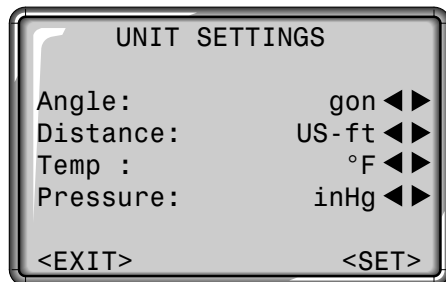 UNIT SETTINGS
Angle: gon ◀▶
Distance: US-ft ◀▶
Temp : °F ◀▶
Pressure: inHg ◀▶
<EXIT> <SET>